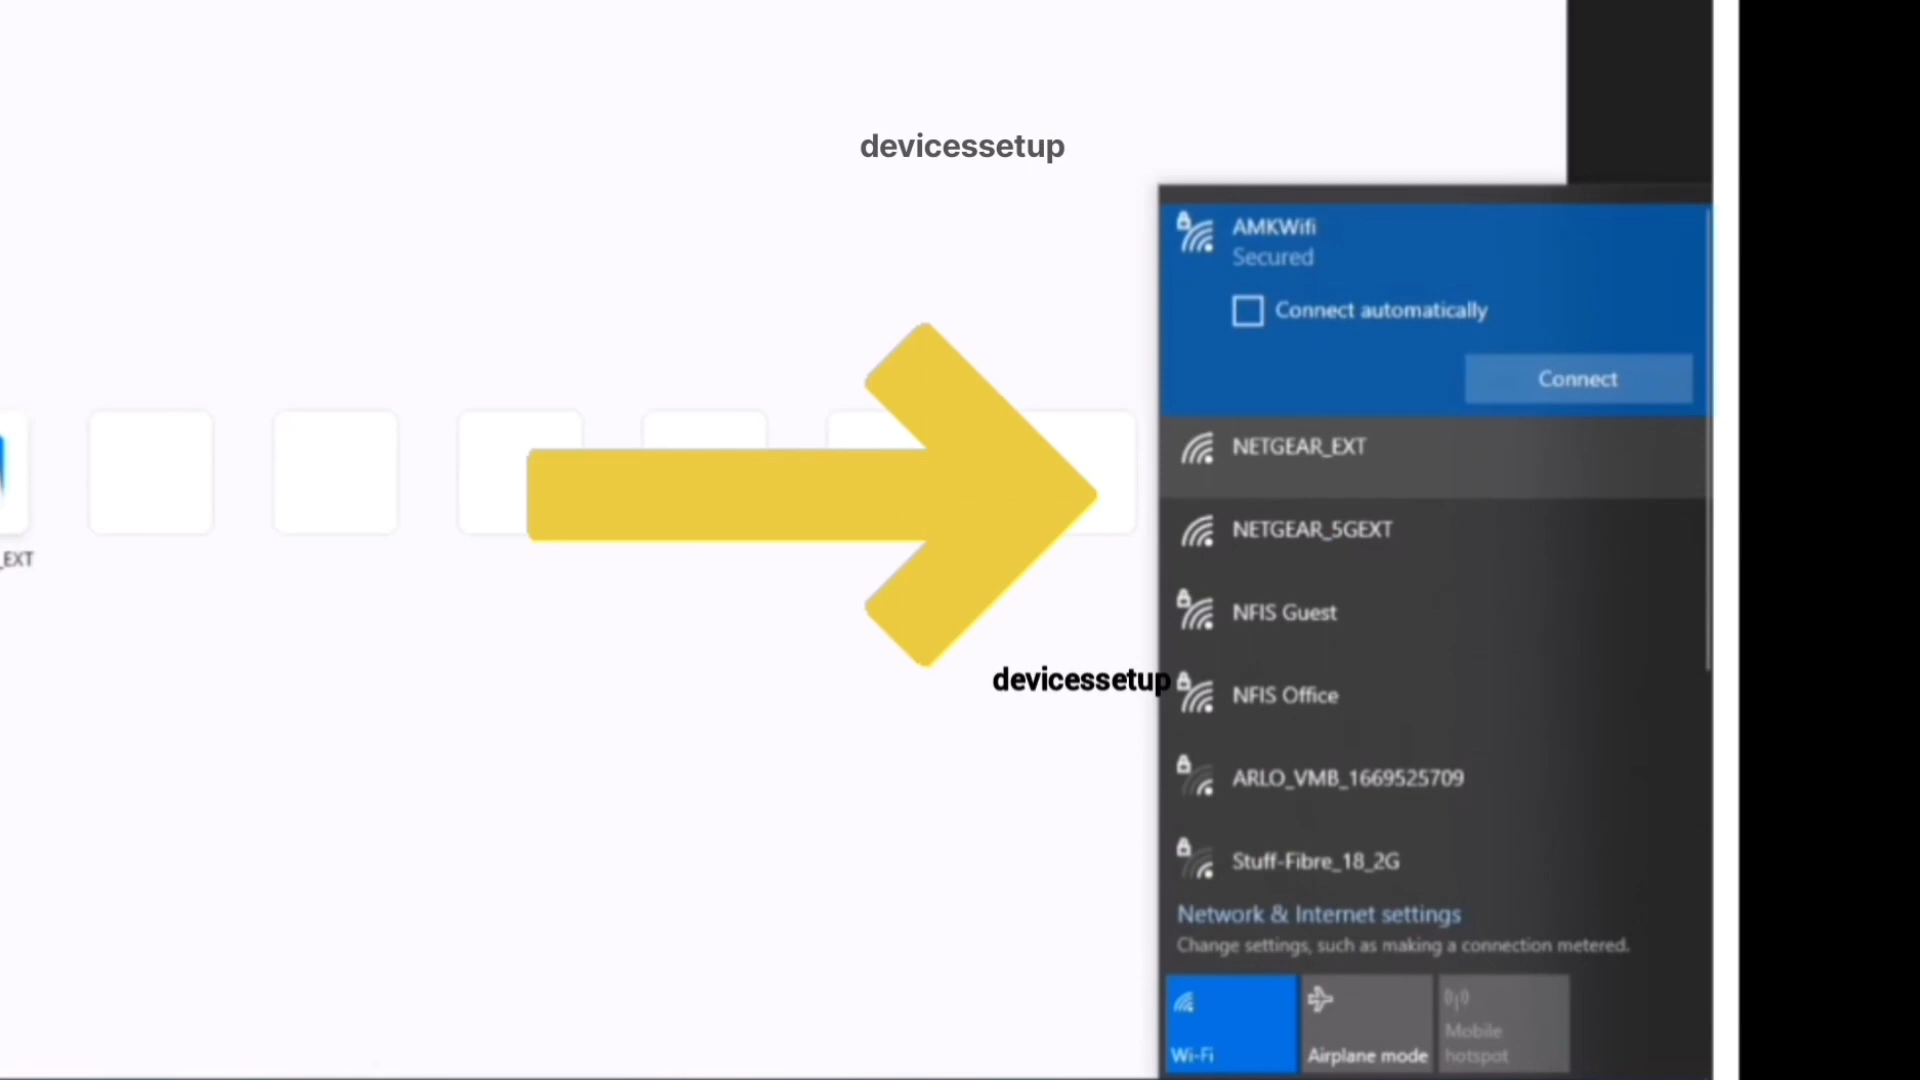 devicessetup
AMKWifi
Secured
Connect automatically
Connect
NETGEAR_EXT
NETGEAR_5GEXT
_EXT
NFIS Guest
devicessetup
NFIS Office
ARLO_VMB_1669525709
Stuff-Fibre_18_2G
Network & Internet settings
Change settings, such as making a connection metered.
Wi-Fi
Airplane mode
Mobile
hotspot